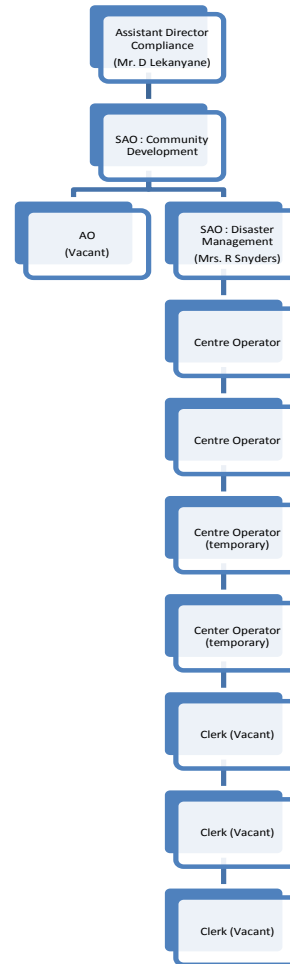 Assistant Director
Compliance
(Mr. D Lekanyane)
SAO : Community
Development
AO
(Vacant)
SAO : Disaster
Management
(Mrs. R Snyders)
Centre Operator
Centre Operator
Centre Operator
(temporary)
Center Operator
(temporary)
Clerk (Vacant)
Clerk (Vacant)
Clerk (Vacant)